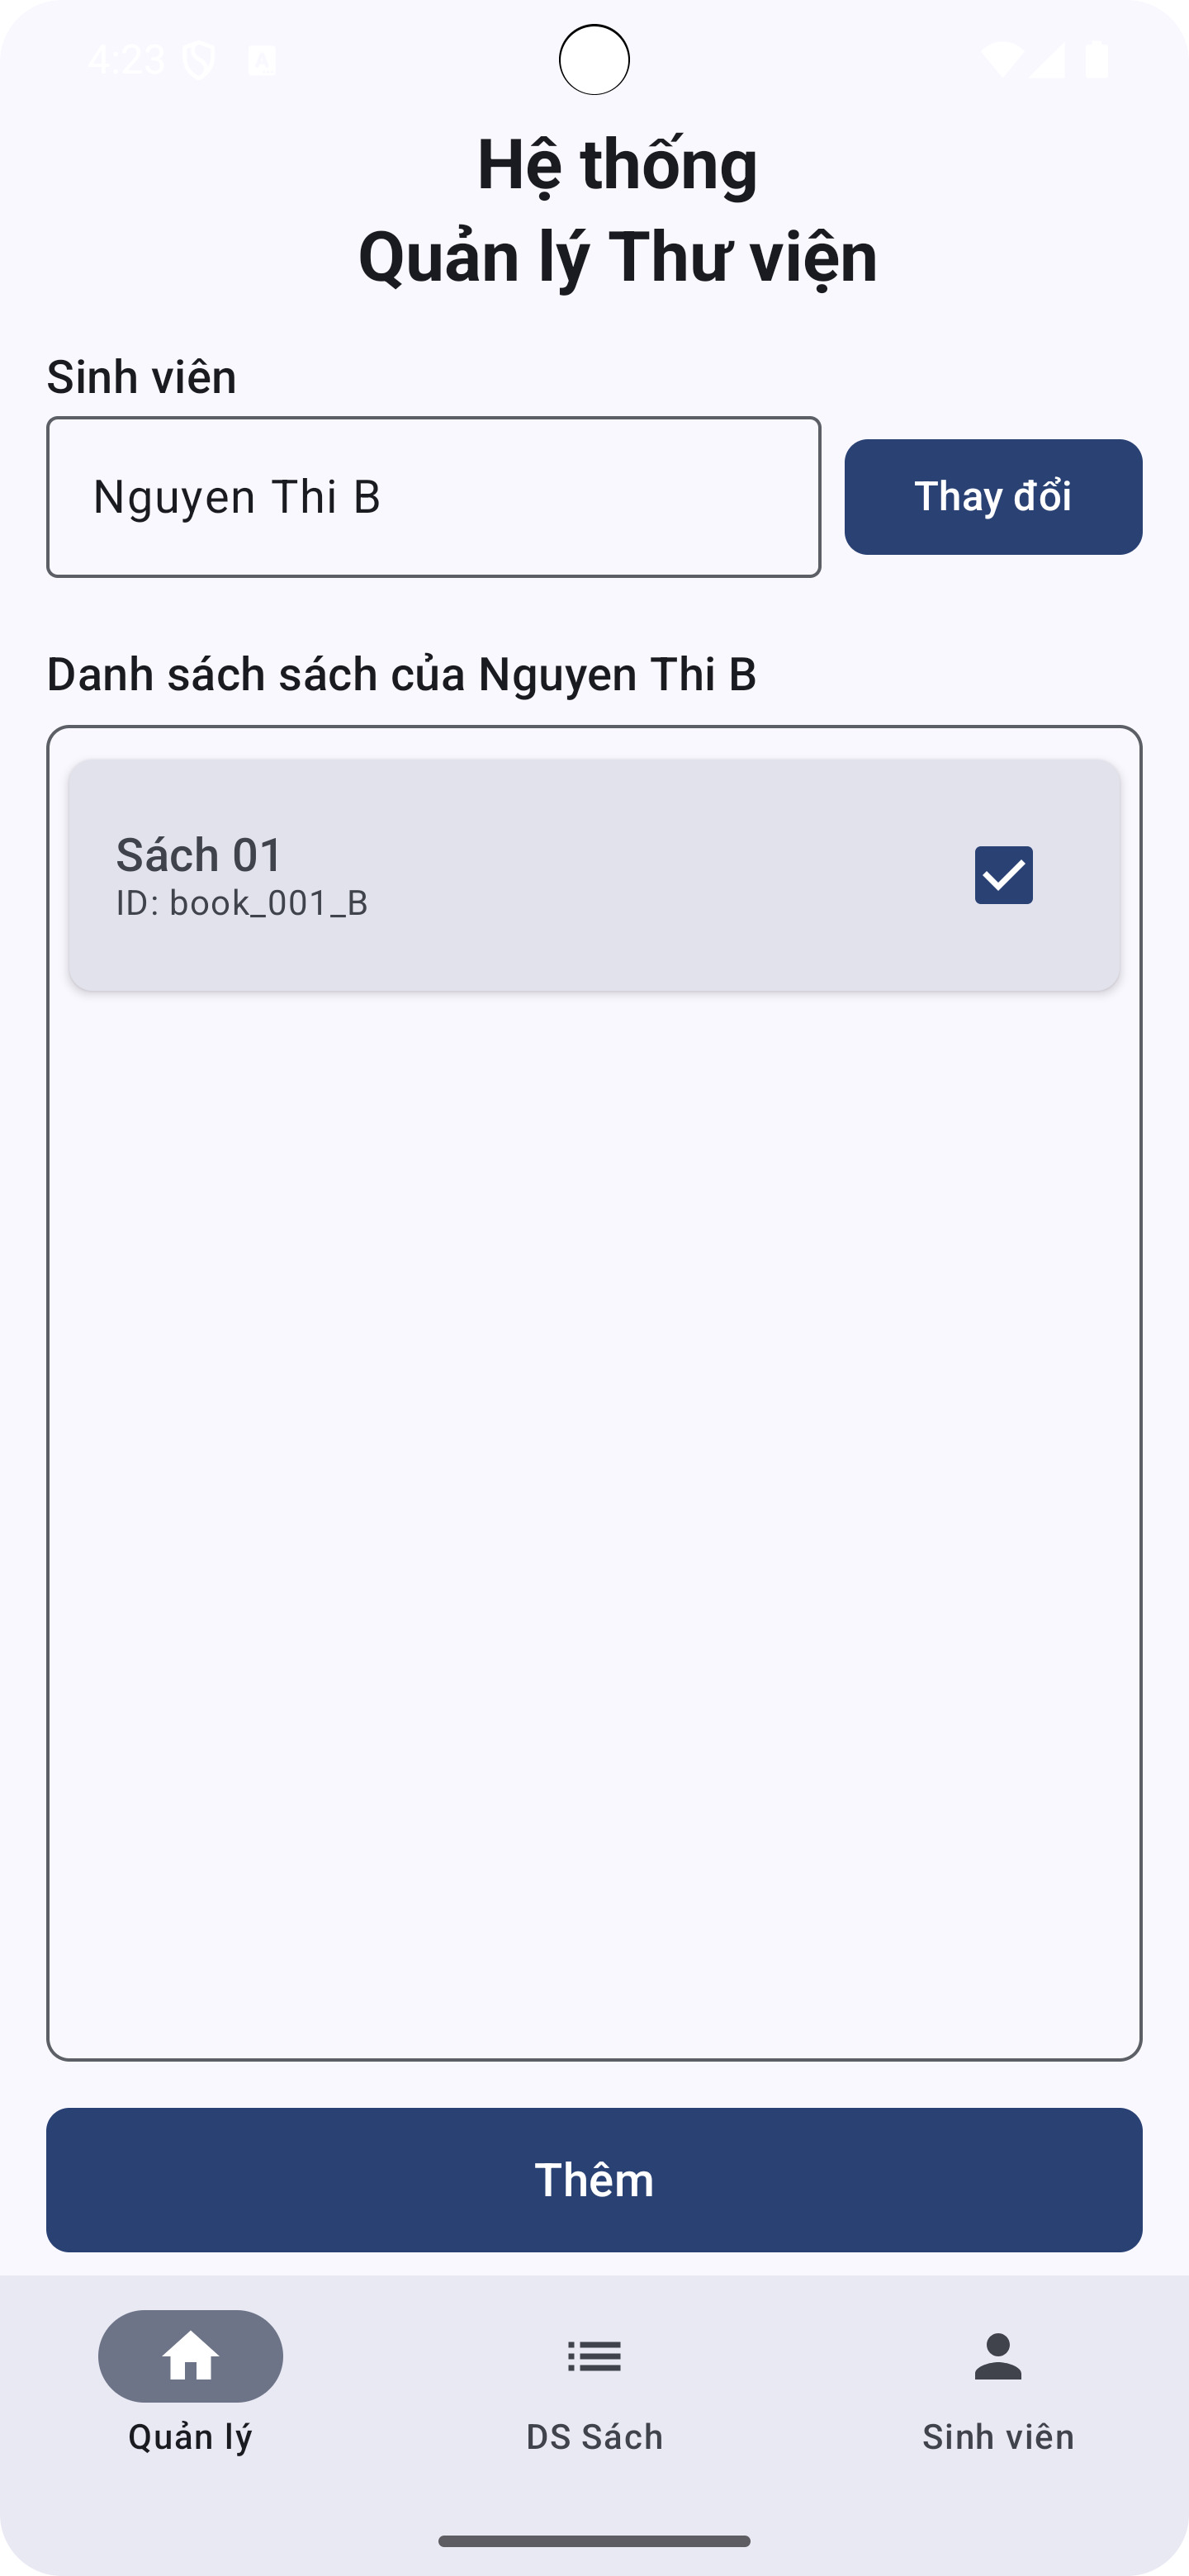 4:23
Hệ thống
Quản lý Thư viện
Sinh viên
Nguyen Thi B
Thay đổi
Danh sách sách của Nguyen Thi B
Sách 01
ID: book_001_B
Thêm
Quản lý
DS Sách
Sinh viên